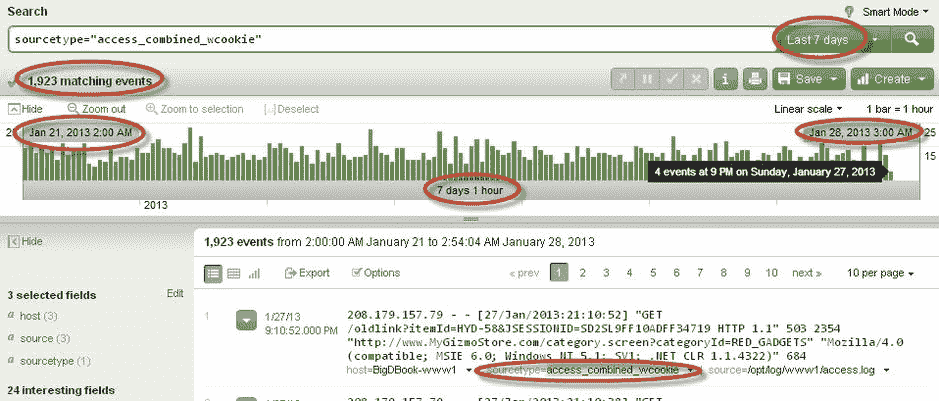 Search
Smart Mode
sourcetype="access_combined_wcookie"
Last 7 days
1,923 matching events
i
Save
Create
Hide
Zoom out
Zoom to selection
Deselect
Linear scale
1 bar = 1 hour
Jan 21, 2013 2:00 AM
Jan 28, 2013 3:00 AM
25
15
4 events at 9 PM on Sunday, January 27, 2013
7 days 1 hour
2013
Hide
1,923 events from 2:00:00 AM January 21 to 2:54:04 AM January 28, 2013
Export
Options
« prev 1 2 3 4 5 6 7 8 9 10 next »
10 per page
3 selected fields
Edit
a host (3)
a source (3)
a sourcetype (1)
24 interesting fields
1
1/27/13
9:10:52.000 PM
208.179.157.79 - - [27/Jan/2013:21:10:52] "GET
/oldlink?itemId=HYD-58&JSESSIONID=SD2SL9FF10ADFF34719 HTTP 1.1" 503 2354
"http://www.MyGizmoStore.com/category.screen?categoryId=RED_GADGETS" "Mozilla/4.0
(compatible; MSIE 6.0; Windows NT 5.1; SV1; .NET CLR 1.1.4322)" 684
host=BigDBook-www1
sourcetype=access_combined_wcookie
source=/opt/log/www1/access.log